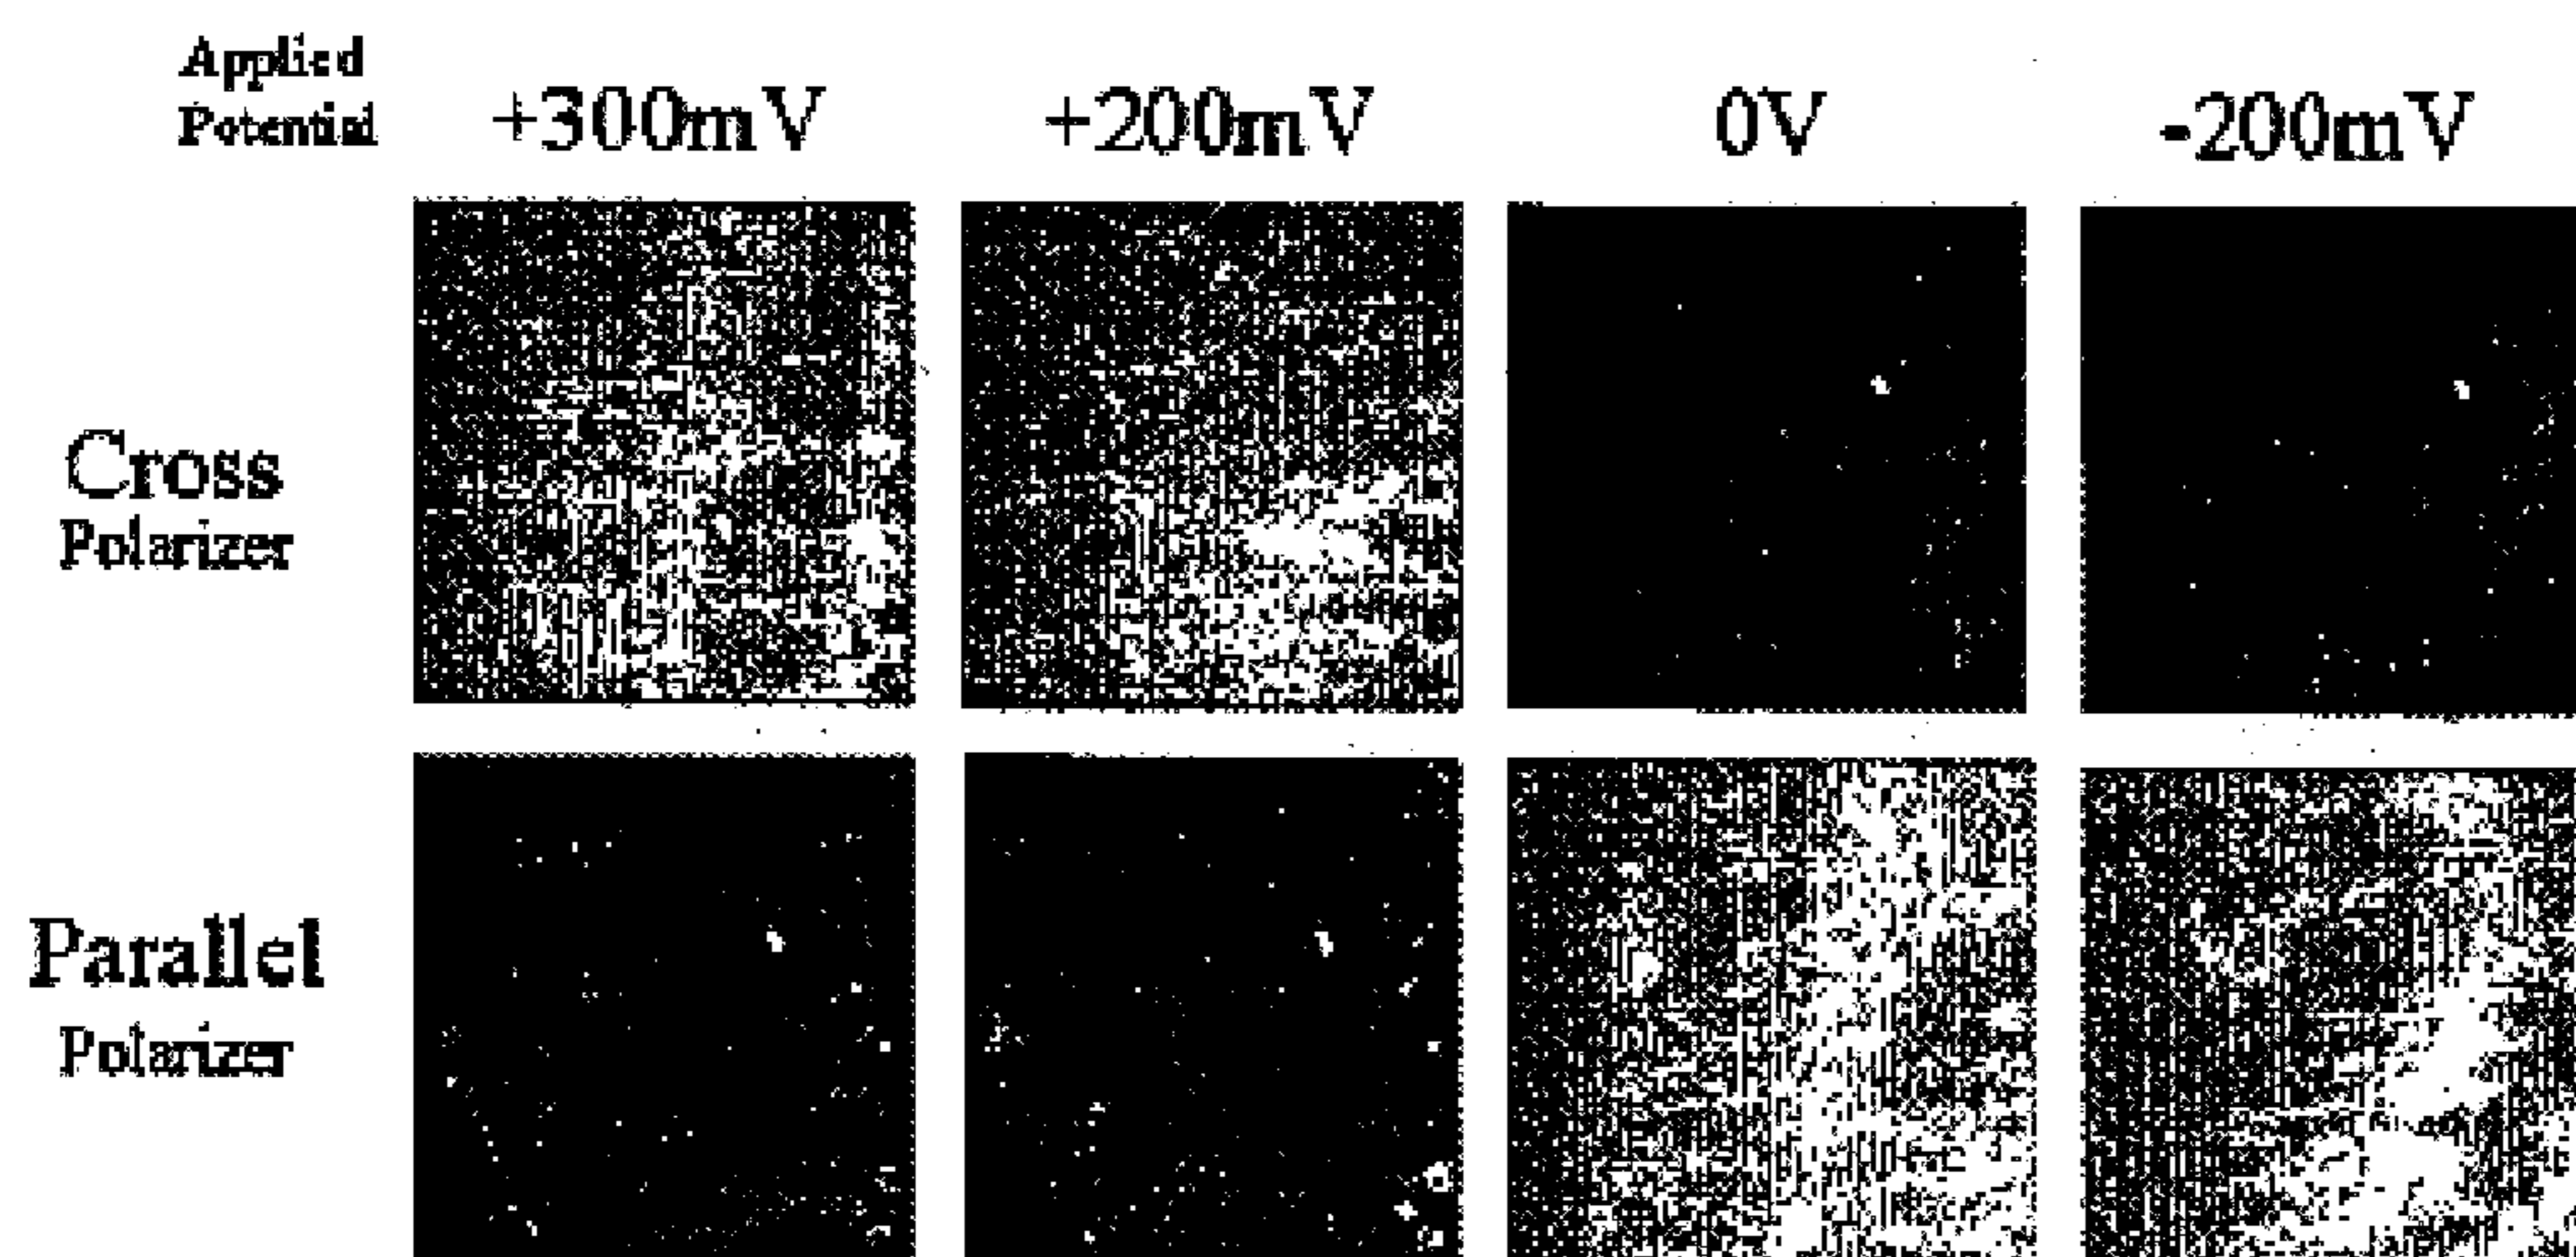 Applied
Potential
+300mV +200mV 0V -200mV
Cross
Polarizer
Parallel
Polarizer